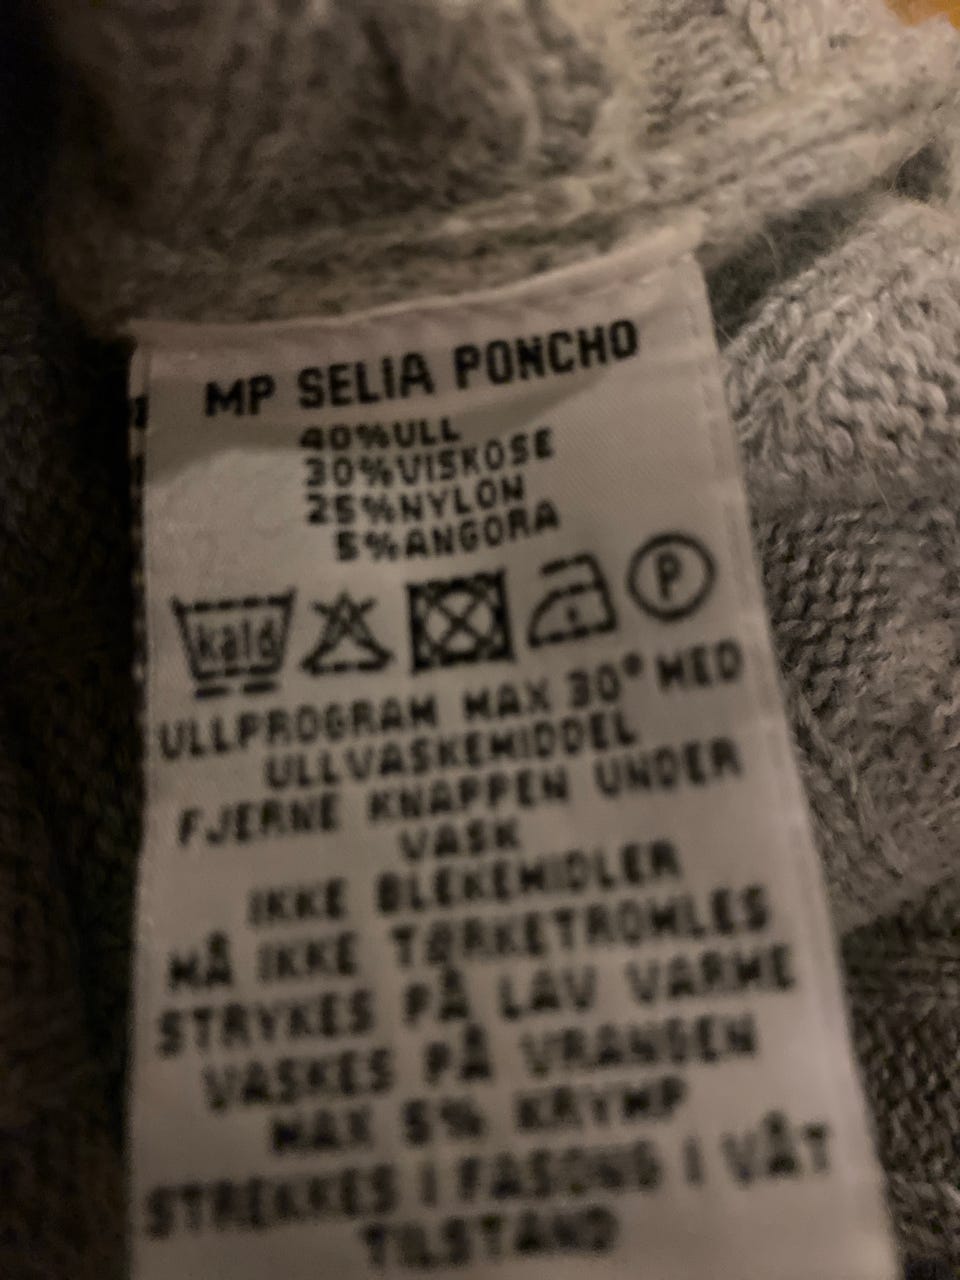 MP SELIA PONCHO
40%ULL
30%VISKOSE
25%NYLON
5%ANGORA
kald
P
ULLPROGRAM MAX 30° MED
ULLVASKEMIDDEL
FJERNE KNAPPEN UNDER
VASK
IKKE BLEKEMIDLER
MÅ IKKE TØRKETROMLES
STRYKES PÅ LAV VARME
VASKES PÅ VRANGEN
MAX 5% KRYMP
STREKKES I FASONG I VÅT
TILSTAND